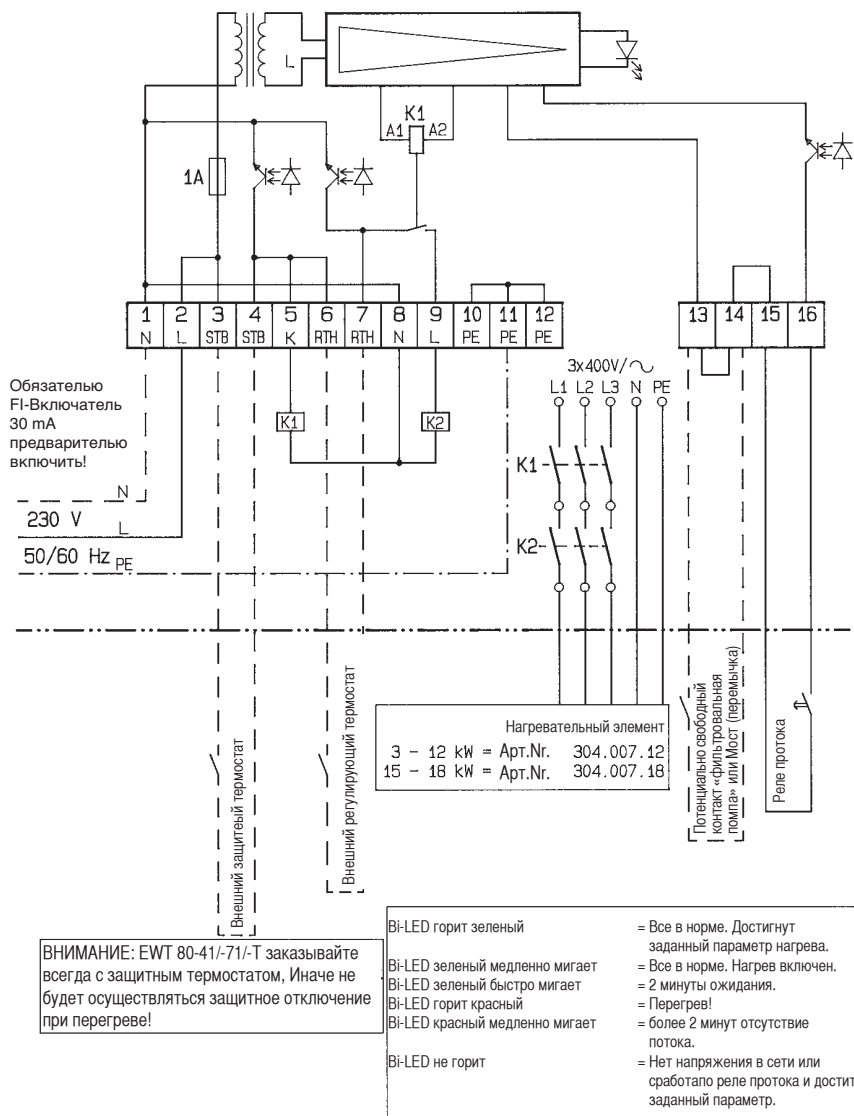 L
K1
A1 A2
1A
1 2 3 4 5 6 7 8 9 10 11 12
N L STB STB K RTH RTH N L PE PE PE
13 14 15 16
Обязателью
FI-Включатель
30 mA
предварителью
включить!
3x400V/~
L1 L2 L3 N PE
K1
K2
K1
K2
N
230 V
L
50/60 Hz PE
Нагревательный элемент
3 - 12 kW = Арт.Nr. 304.007.12
15 - 18 kW = Арт.Nr. 304.007.18
Внешний защитеый термостат
Внешний регулирующий термостат
Потенциально свободный
контакт «фильтровальная
помпа» или Мост (перемычка)
Реле протока
ВНИМАНИЕ: EWT 80-41/-71/-T заказывайте
всегда с защитным термостатом, Иначе не
будет осуществляться защитное отключение
при перегреве!
Bi-LED горит зеленый = Все в норме. Достигнут
заданный параметр нагрева.
Bi-LED зеленый медленно мигает = Все в норме. Нагрев включен.
Bi-LED зеленый быстро мигает = 2 минуты ожидания.
Bi-LED горит красный = Перегрев!
Bi-LED красный медленно мигает = более 2 минут отсутствие
потока.
Bi-LED не горит = Нет напряжения в сети или
сработапо реле протока и достит
заданный параметр.